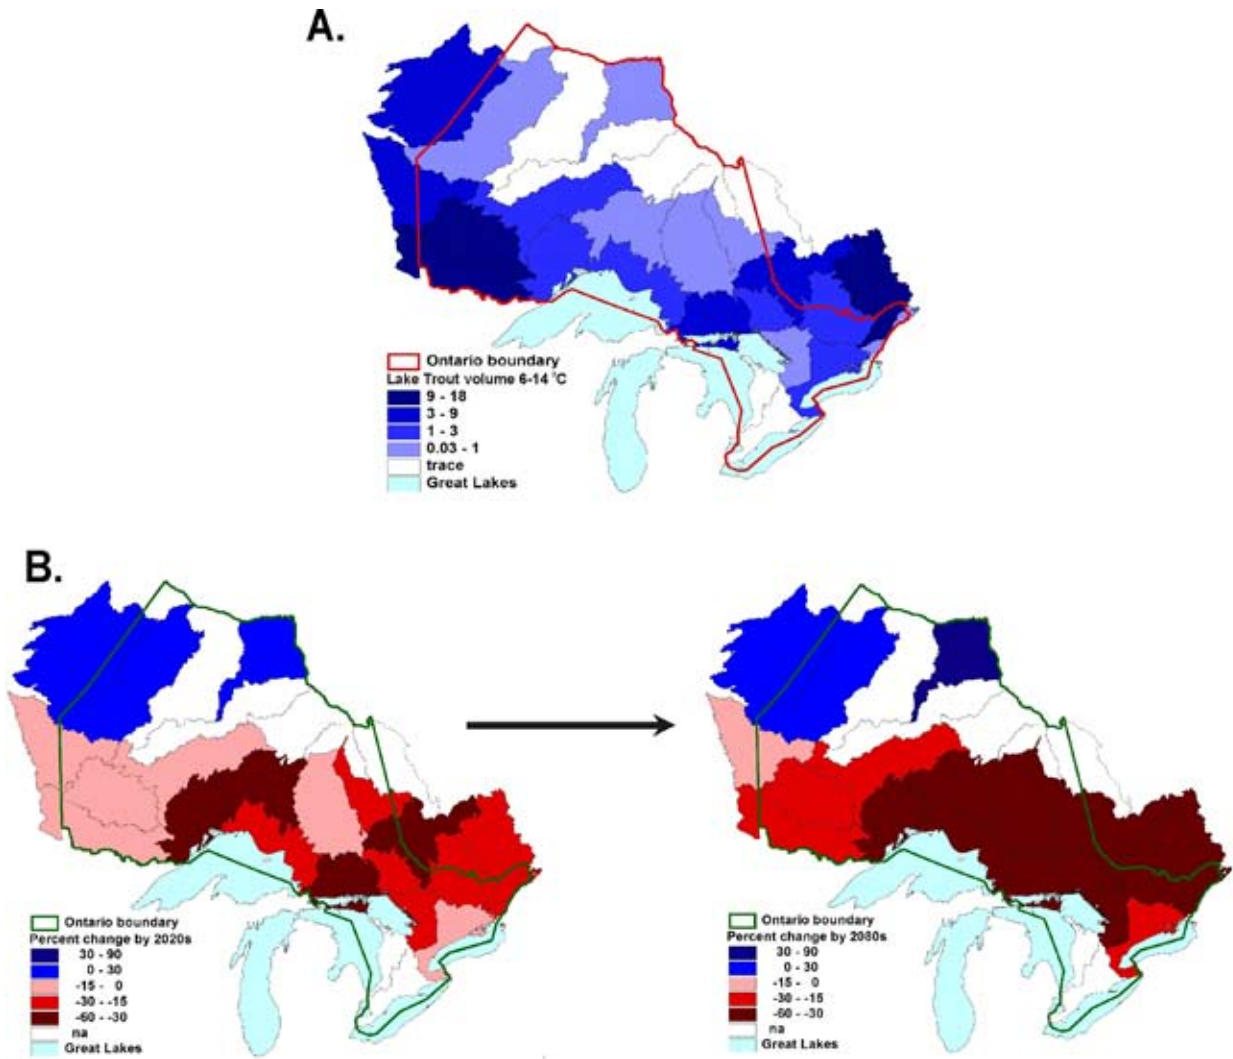 A.
Ontario boundary
Lake Trout volume 6-14 °C
9 - 18
3 - 9
1 - 3
0.03 - 1
trace
Great Lakes
B.
Ontario boundary
Percent change by 2020s
30 - 90
0 - 30
-15 - 0
-30 - -15
-60 - -30
na
Great Lakes
Ontario boundary
Percent change by 2080s
30 - 90
0 - 30
-15 - 0
-30 - -15
-60 - -30
na
Great Lakes